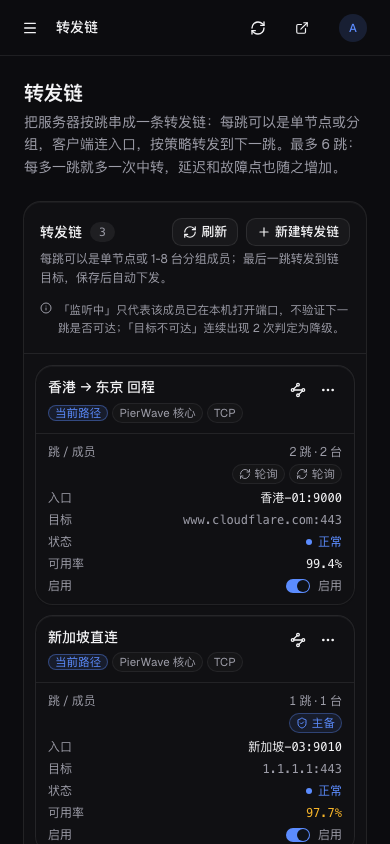 转发链
A
转发链
把服务器按跳串成一条转发链：每跳可以是单节点或分
组，客户端连入口，按策略转发到下一跳。最多 6 跳：
每多一跳就多一次中转，延迟和故障点也随之增加。
转发链 3 刷新 新建转发链
每跳可以是单节点或 1-8 台分组成员；最后一跳转发到链
目标，保存后自动下发。
「监听中」只代表该成员已在本机打开端口，不验证下一
跳是否可达；「目标不可达」连续出现 2 次判定为降级。
香港 → 东京 回程
当前路径 PierWave 核心 TCP
跳 / 成员 2 跳 · 2 台
轮询 轮询
入口 香港-01:9000
目标 www.cloudflare.com:443
状态 正常
可用率 99.4%
启用 启用
新加坡直连
当前路径 PierWave 核心 TCP
跳 / 成员 1 跳 · 1 台
主备
入口 新加坡-03:9010
目标 1.1.1.1:443
状态 正常
可用率 97.7%
启用 启用